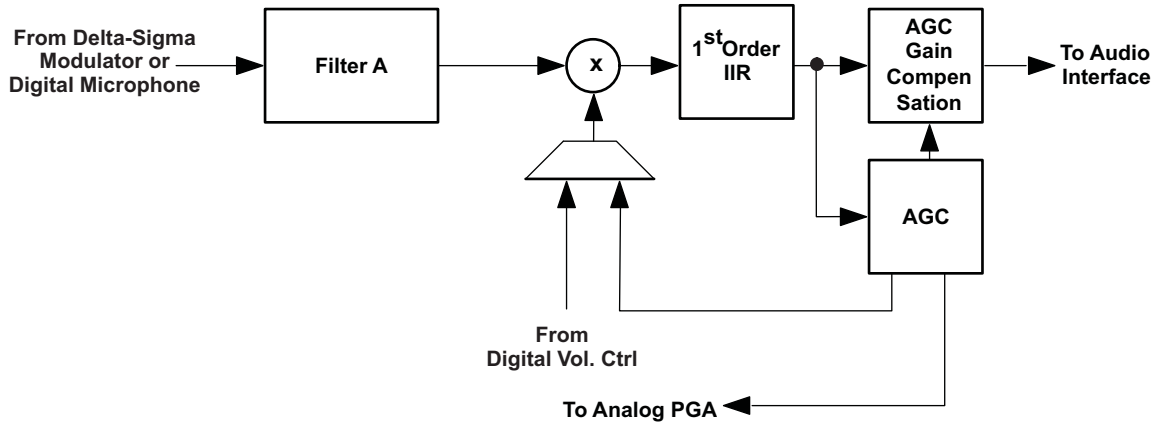 From Delta-Sigma
Modulator or
Digital Microphone
Filter A
x
1st Order
IIR
AGC
Gain
Compen
Sation
To Audio
Interface
AGC
From
Digital Vol. Ctrl
To Analog PGA